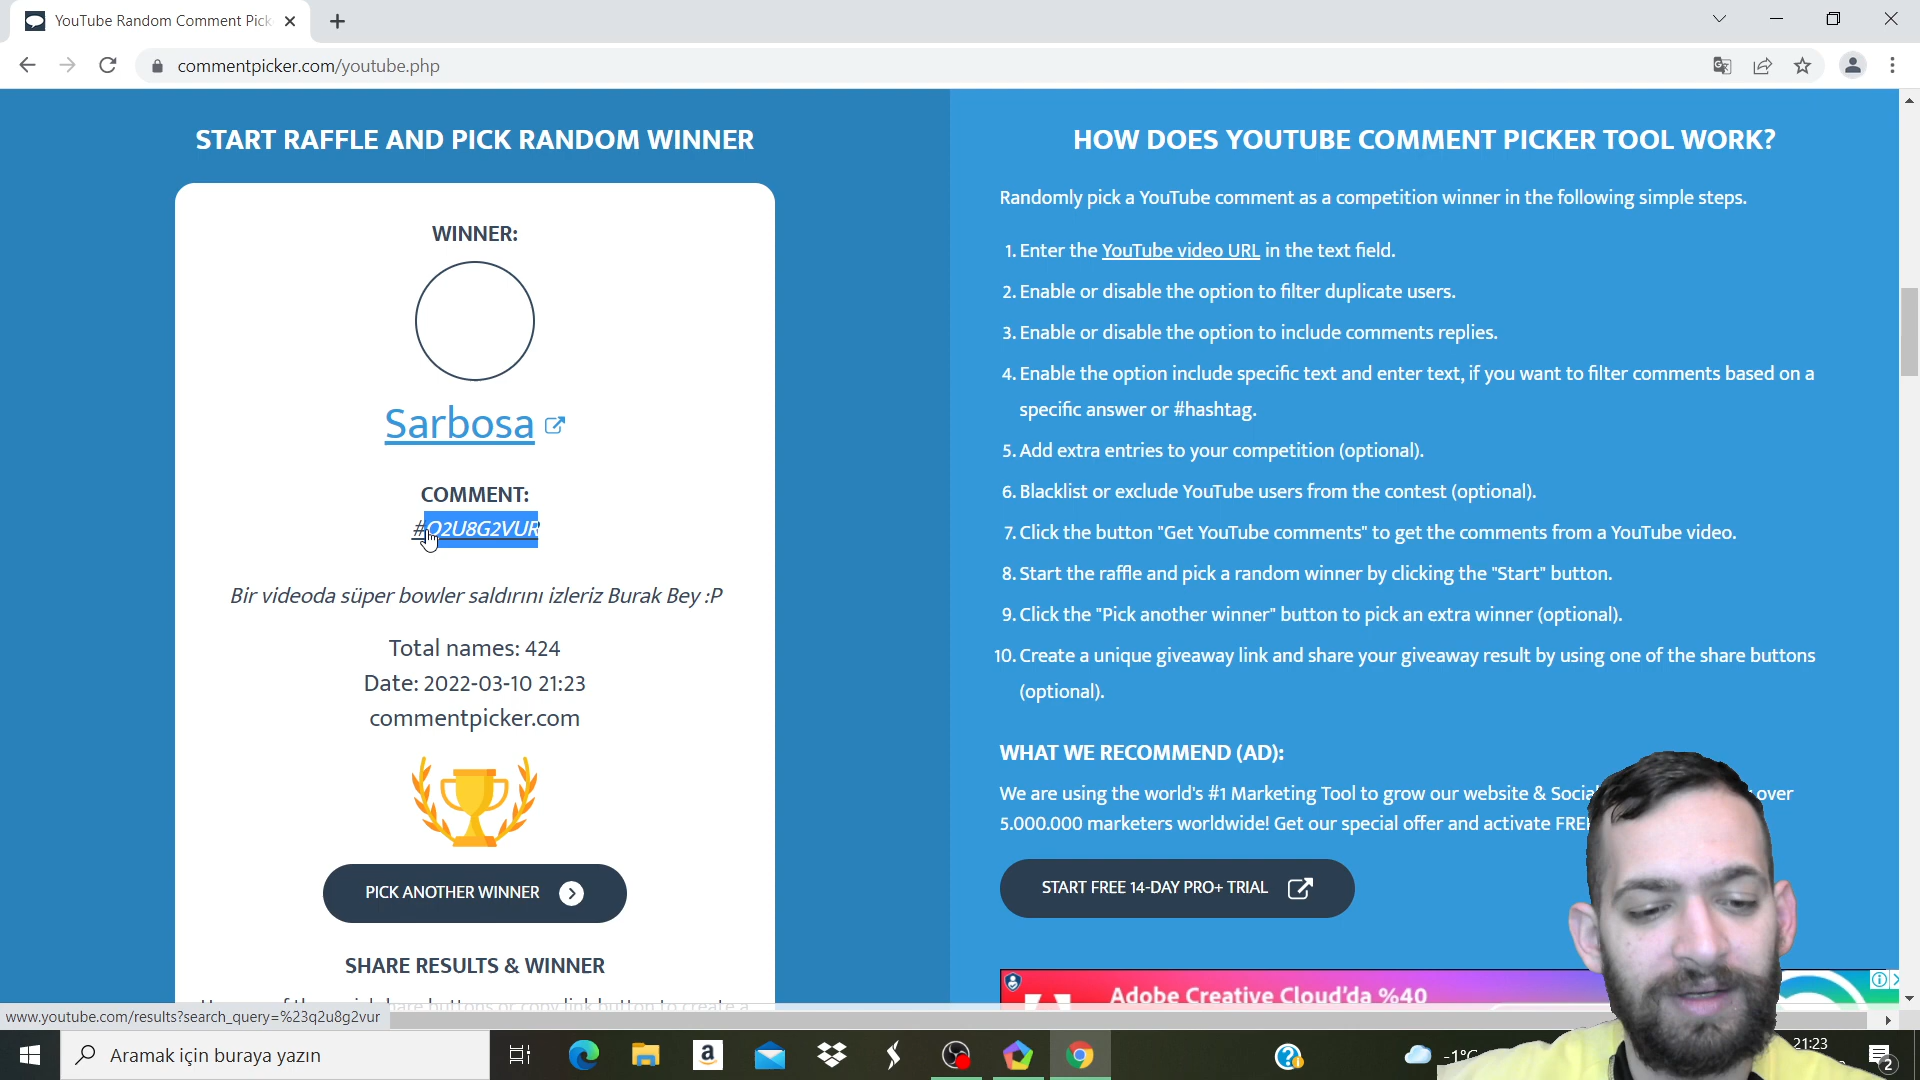 YouTube Random Comment Pick
commentpicker.com/youtube.php
START RAFFLE AND PICK RANDOM WINNER
WINNER:
Sarbosa
COMMENT:
#Q2U8G2VUR
Bir videoda süper bowler saldırını izleriz Burak Bey :P
Total names: 424
Date: 2022-03-10 21:23
commentpicker.com
PICK ANOTHER WINNER
SHARE RESULTS & WINNER
HOW DOES YOUTUBE COMMENT PICKER TOOL WORK?
Randomly pick a YouTube comment as a competition winner in the following simple steps.
1. Enter the YouTube video URL in the text field.
2. Enable or disable the option to filter duplicate users.
3. Enable or disable the option to include comments replies.
4. Enable the option include specific text and enter text, if you want to filter comments based on a
specific answer or #hashtag.
5. Add extra entries to your competition (optional).
6. Blacklist or exclude YouTube users from the contest (optional).
7. Click the button "Get YouTube comments" to get the comments from a YouTube video.
8. Start the raffle and pick a random winner by clicking the "Start" button.
9. Click the "Pick another winner" button to pick an extra winner (optional).
10. Create a unique giveaway link and share your giveaway result by using one of the share buttons
(optional).
WHAT WE RECOMMEND (AD):
We are using the world's #1 Marketing Tool to grow our website & over
5.000.000 marketers worldwide! Get our special offer and activate
START FREE 14-DAY PRO+ TRIAL
Adobe Creative Cloud'da %40
www.youtube.com/results?search_query=%23q2u8g2vur
Aramak için buraya yazın
-1°C
21:23
2